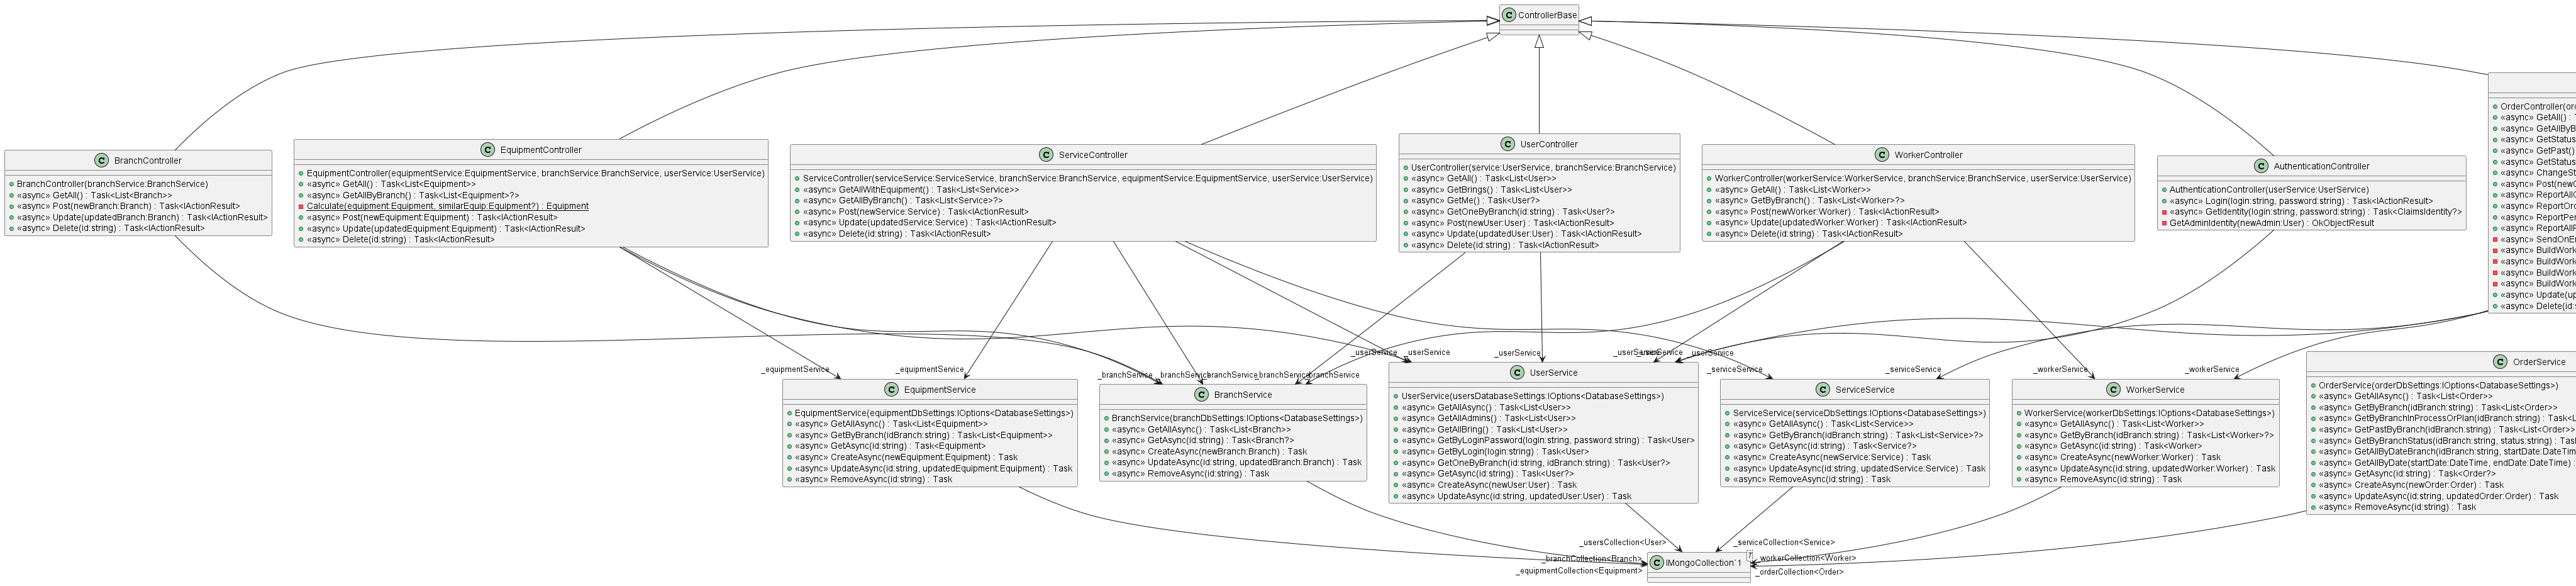 ControllerBase
BranchController
BranchController(branchService:BranchService)
«async» GetAll() : Task<List<Branch>>
«async» Post(newBranch:Branch) : Task<IActionResult>
«async» Update(updatedBranch:Branch) : Task<IActionResult>
«async» Delete(id:string) : Task<IActionResult>
EquipmentController
EquipmentController(equipmentService:EquipmentService, branchService:BranchService, userService:UserService)
«async» GetAll() : Task<List<Equipment>>
«async» GetAllByBranch() : Task<List<Equipment>?>
Calculate(equipment:Equipment, similarEquip:Equipment?) : Equipment
«async» Post(newEquipment:Equipment) : Task<IActionResult>
«async» Update(updatedEquipment:Equipment) : Task<IActionResult>
«async» Delete(id:string) : Task<IActionResult>
ServiceController
ServiceController(serviceService:ServiceService, branchService:BranchService, equipmentService:EquipmentService, userService:UserService)
«async» GetAllWithEquipment() : Task<List<Service>>
«async» GetAllByBranch() : Task<List<Service>?>
«async» Post(newService:Service) : Task<IActionResult>
«async» Update(updatedService:Service) : Task<IActionResult>
«async» Delete(id:string) : Task<IActionResult>
UserController
UserController(service:UserService, branchService:BranchService)
«async» GetAll() : Task<List<User>>
«async» GetBrings() : Task<List<User>>
«async» GetMe() : Task<User?>
«async» GetOneByBranch(id:string) : Task<User?>
«async» Post(newUser:User) : Task<IActionResult>
«async» Update(updatedUser:User) : Task<IActionResult>
«async» Delete(id:string) : Task<IActionResult>
WorkerController
WorkerController(workerService:WorkerService, branchService:BranchService, userService:UserService)
«async» GetAll() : Task<List<Worker>>
«async» GetByBranch() : Task<List<Worker>?>
«async» Post(newWorker:Worker) : Task<IActionResult>
«async» Update(updatedWorker:Worker) : Task<IActionResult>
«async» Delete(id:string) : Task<IActionResult>
AuthenticationController
AuthenticationController(userService:UserService)
«async» Login(login:string, password:string) : Task<IActionResult>
«async» GetIdentity(login:string, password:string) : Task<ClaimsIdentity?>
GetAdminIdentity(newAdmin:User) : OkObjectResult
OrderController(or
«async» GetAll() :
«async» GetAllByB
«async» GetStatus
«async» GetPast()
«async» GetStatus
«async» ChangeSt
«async» Post(new
«async» ReportAll
«async» ReportOr
«async» ReportPe
«async» ReportAll
«async» SendOnE
«async» BuildWor
«async» BuildWor
«async» BuildWor
«async» BuildWor
«async» Update(u
«async» Delete(id:
_equipmentService
_equipmentService
_branchService
_branchService
_branchService
_branchService
_branchService
_userService
_userService
_userService
_userService
_userService
_userService
_serviceService
_serviceService
_workerService
_workerService
EquipmentService
EquipmentService(equipmentDbSettings:IOptions<DatabaseSettings>)
«async» GetAllAsync() : Task<List<Equipment>>
«async» GetByBranch(idBranch:string) : Task<List<Equipment>>
«async» GetAsync(id:string) : Task<Equipment>
«async» CreateAsync(newEquipment:Equipment) : Task
«async» UpdateAsync(id:string, updatedEquipment:Equipment) : Task
«async» RemoveAsync(id:string) : Task
BranchService
BranchService(branchDbSettings:IOptions<DatabaseSettings>)
«async» GetAllAsync() : Task<List<Branch>>
«async» GetAsync(id:string) : Task<Branch?>
«async» CreateAsync(newBranch:Branch) : Task
«async» UpdateAsync(id:string, updatedBranch:Branch) : Task
«async» RemoveAsync(id:string) : Task
UserService
UserService(usersDatabaseSettings:IOptions<DatabaseSettings>)
«async» GetAllAsync() : Task<List<User>>
«async» GetAllAdmins() : Task<List<User>>
«async» GetAllBring() : Task<List<User>>
«async» GetByLoginPassword(login:string, password:string) : Task<User>
«async» GetByLogin(login:string) : Task<User>
«async» GetOneByBranch(id:string, idBranch:string) : Task<User?>
«async» GetAsync(id:string) : Task<User?>
«async» CreateAsync(newUser:User) : Task
«async» UpdateAsync(id:string, updatedUser:User) : Task
ServiceService
ServiceService(serviceDbSettings:IOptions<DatabaseSettings>)
«async» GetAllAsync() : Task<List<Service>>
«async» GetByBranch(idBranch:string) : Task<List<Service>?>
«async» GetAsync(id:string) : Task<Service?>
«async» CreateAsync(newService:Service) : Task
«async» UpdateAsync(id:string, updatedService:Service) : Task
«async» RemoveAsync(id:string) : Task
WorkerService
WorkerService(workerDbSettings:IOptions<DatabaseSettings>)
«async» GetAllAsync() : Task<List<Worker>>
«async» GetByBranch(idBranch:string) : Task<List<Worker>?>
«async» GetAsync(id:string) : Task<Worker>
«async» CreateAsync(newWorker:Worker) : Task
«async» UpdateAsync(id:string, updatedWorker:Worker) : Task
«async» RemoveAsync(id:string) : Task
OrderService
OrderService(orderDbSettings:IOptions<DatabaseSettings>)
«async» GetAllAsync() : Task<List<Order>>
«async» GetByBranch(idBranch:string) : Task<List<Order>>
«async» GetByBranchInProcessOrPlan(idBranch:string) : Task<L
«async» GetPastByBranch(idBranch:string) : Task<List<Order>>
«async» GetByBranchStatus(idBranch:string, status:string) : Tas
«async» GetAllByDateBranch(idBranch:string, startDate:DateTim
«async» GetAllByDate(startDate:DateTime, endDate:DateTime) :
«async» GetAsync(id:string) : Task<Order?>
«async» CreateAsync(newOrder:Order) : Task
«async» UpdateAsync(id:string, updatedOrder:Order) : Task
«async» RemoveAsync(id:string) : Task
_usersCollection<User>
_serviceCollection<Service>
_branchCollection<Branch>
_workerCollection<Worker>
_equipmentCollection<Equipment>
_orderCollection<Order>
IMongoCollection`1
T